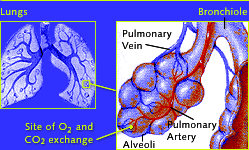 Lungs
Bronchiole
Pulmonary
Vein
Site of O2 and
CO2 exchange
Pulmonary
Artery
Alveoli